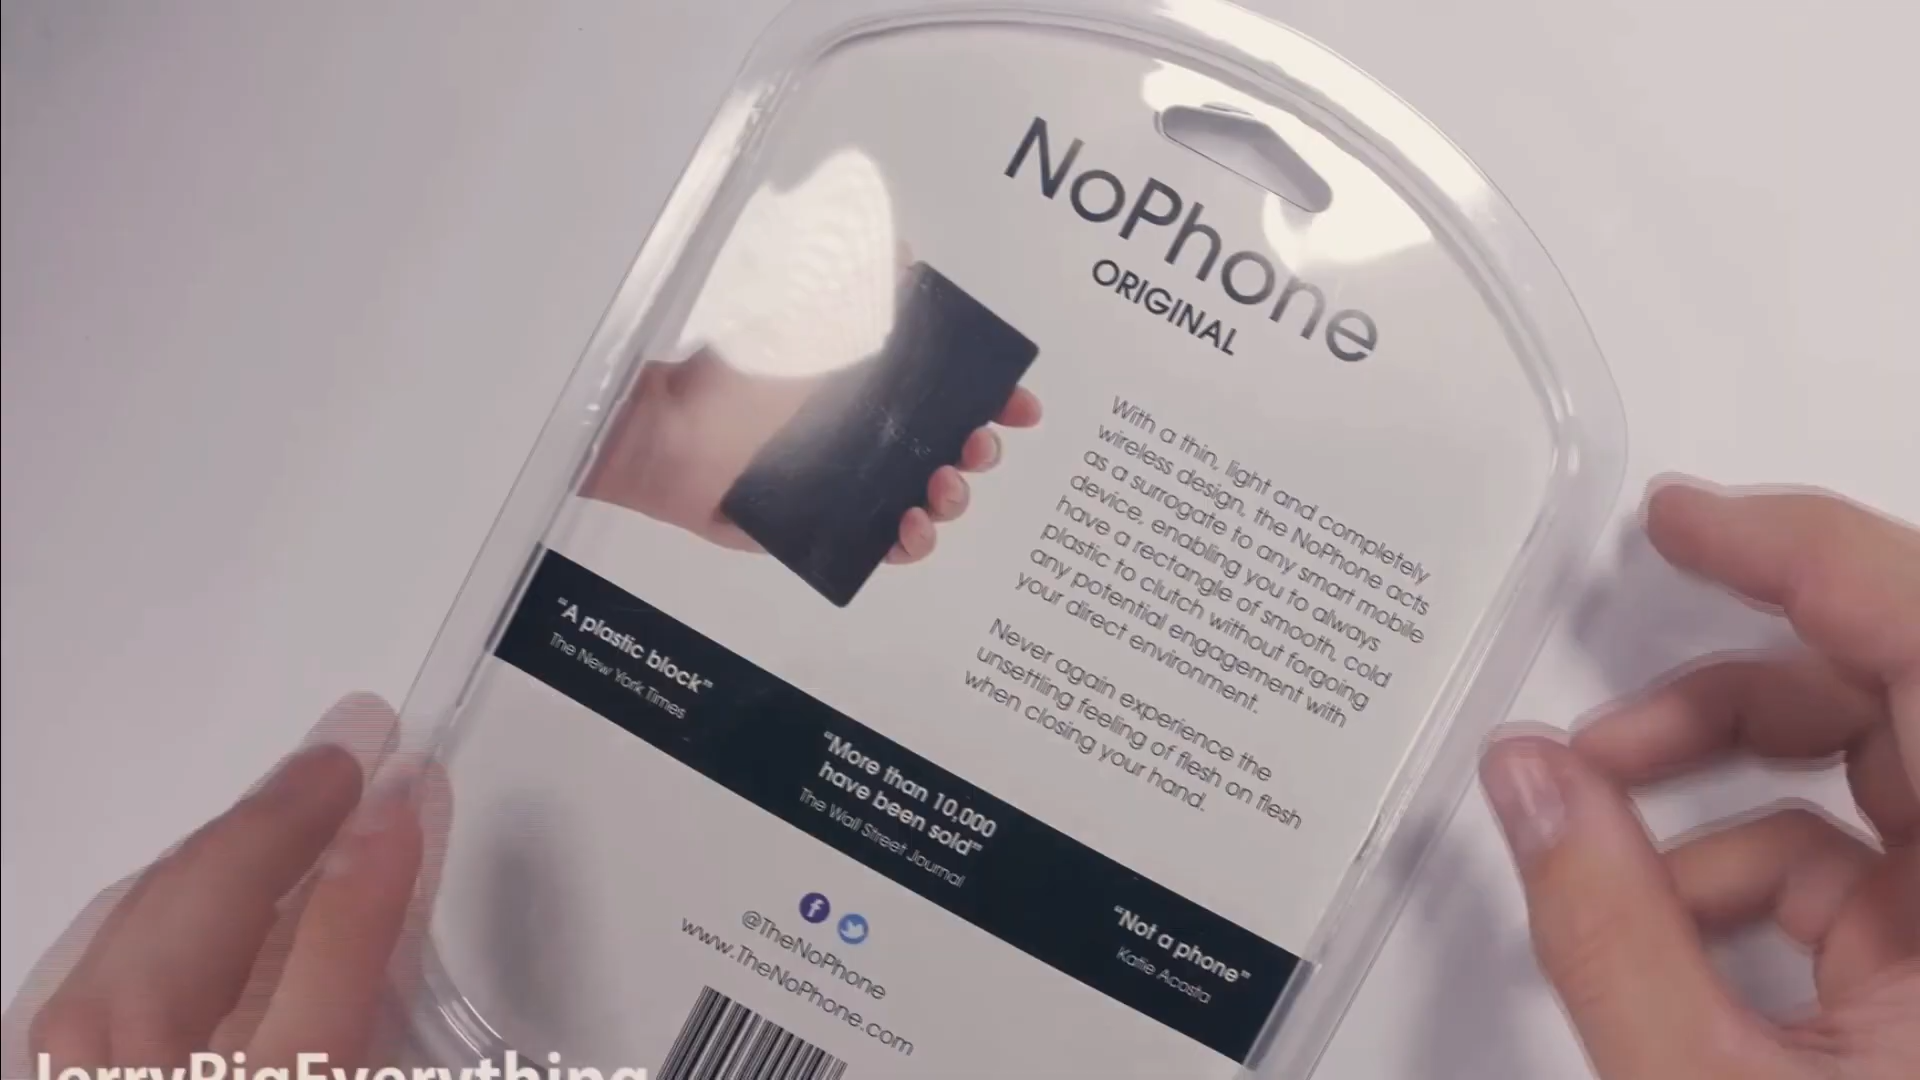 NoPhone
ORIGINAL
With a thin, light and completely
wireless design, the NoPhone acts
as a surrogate to any smart mobile
device, enabling you to always
have a rectangle of smooth, cold
plastic to clutch without forgoing
any potential engagement with
your direct environment.
Never again experience the
unsettling feeling of flesh on flesh
when closing your hand.
“A plastic block”
The New York Times
“More than 10,000
have been sold”
The Wall Street Journal
“Not a phone”
Katie Acosta
@TheNoPhone
www.TheNoPhone.com
JerryRigEverything